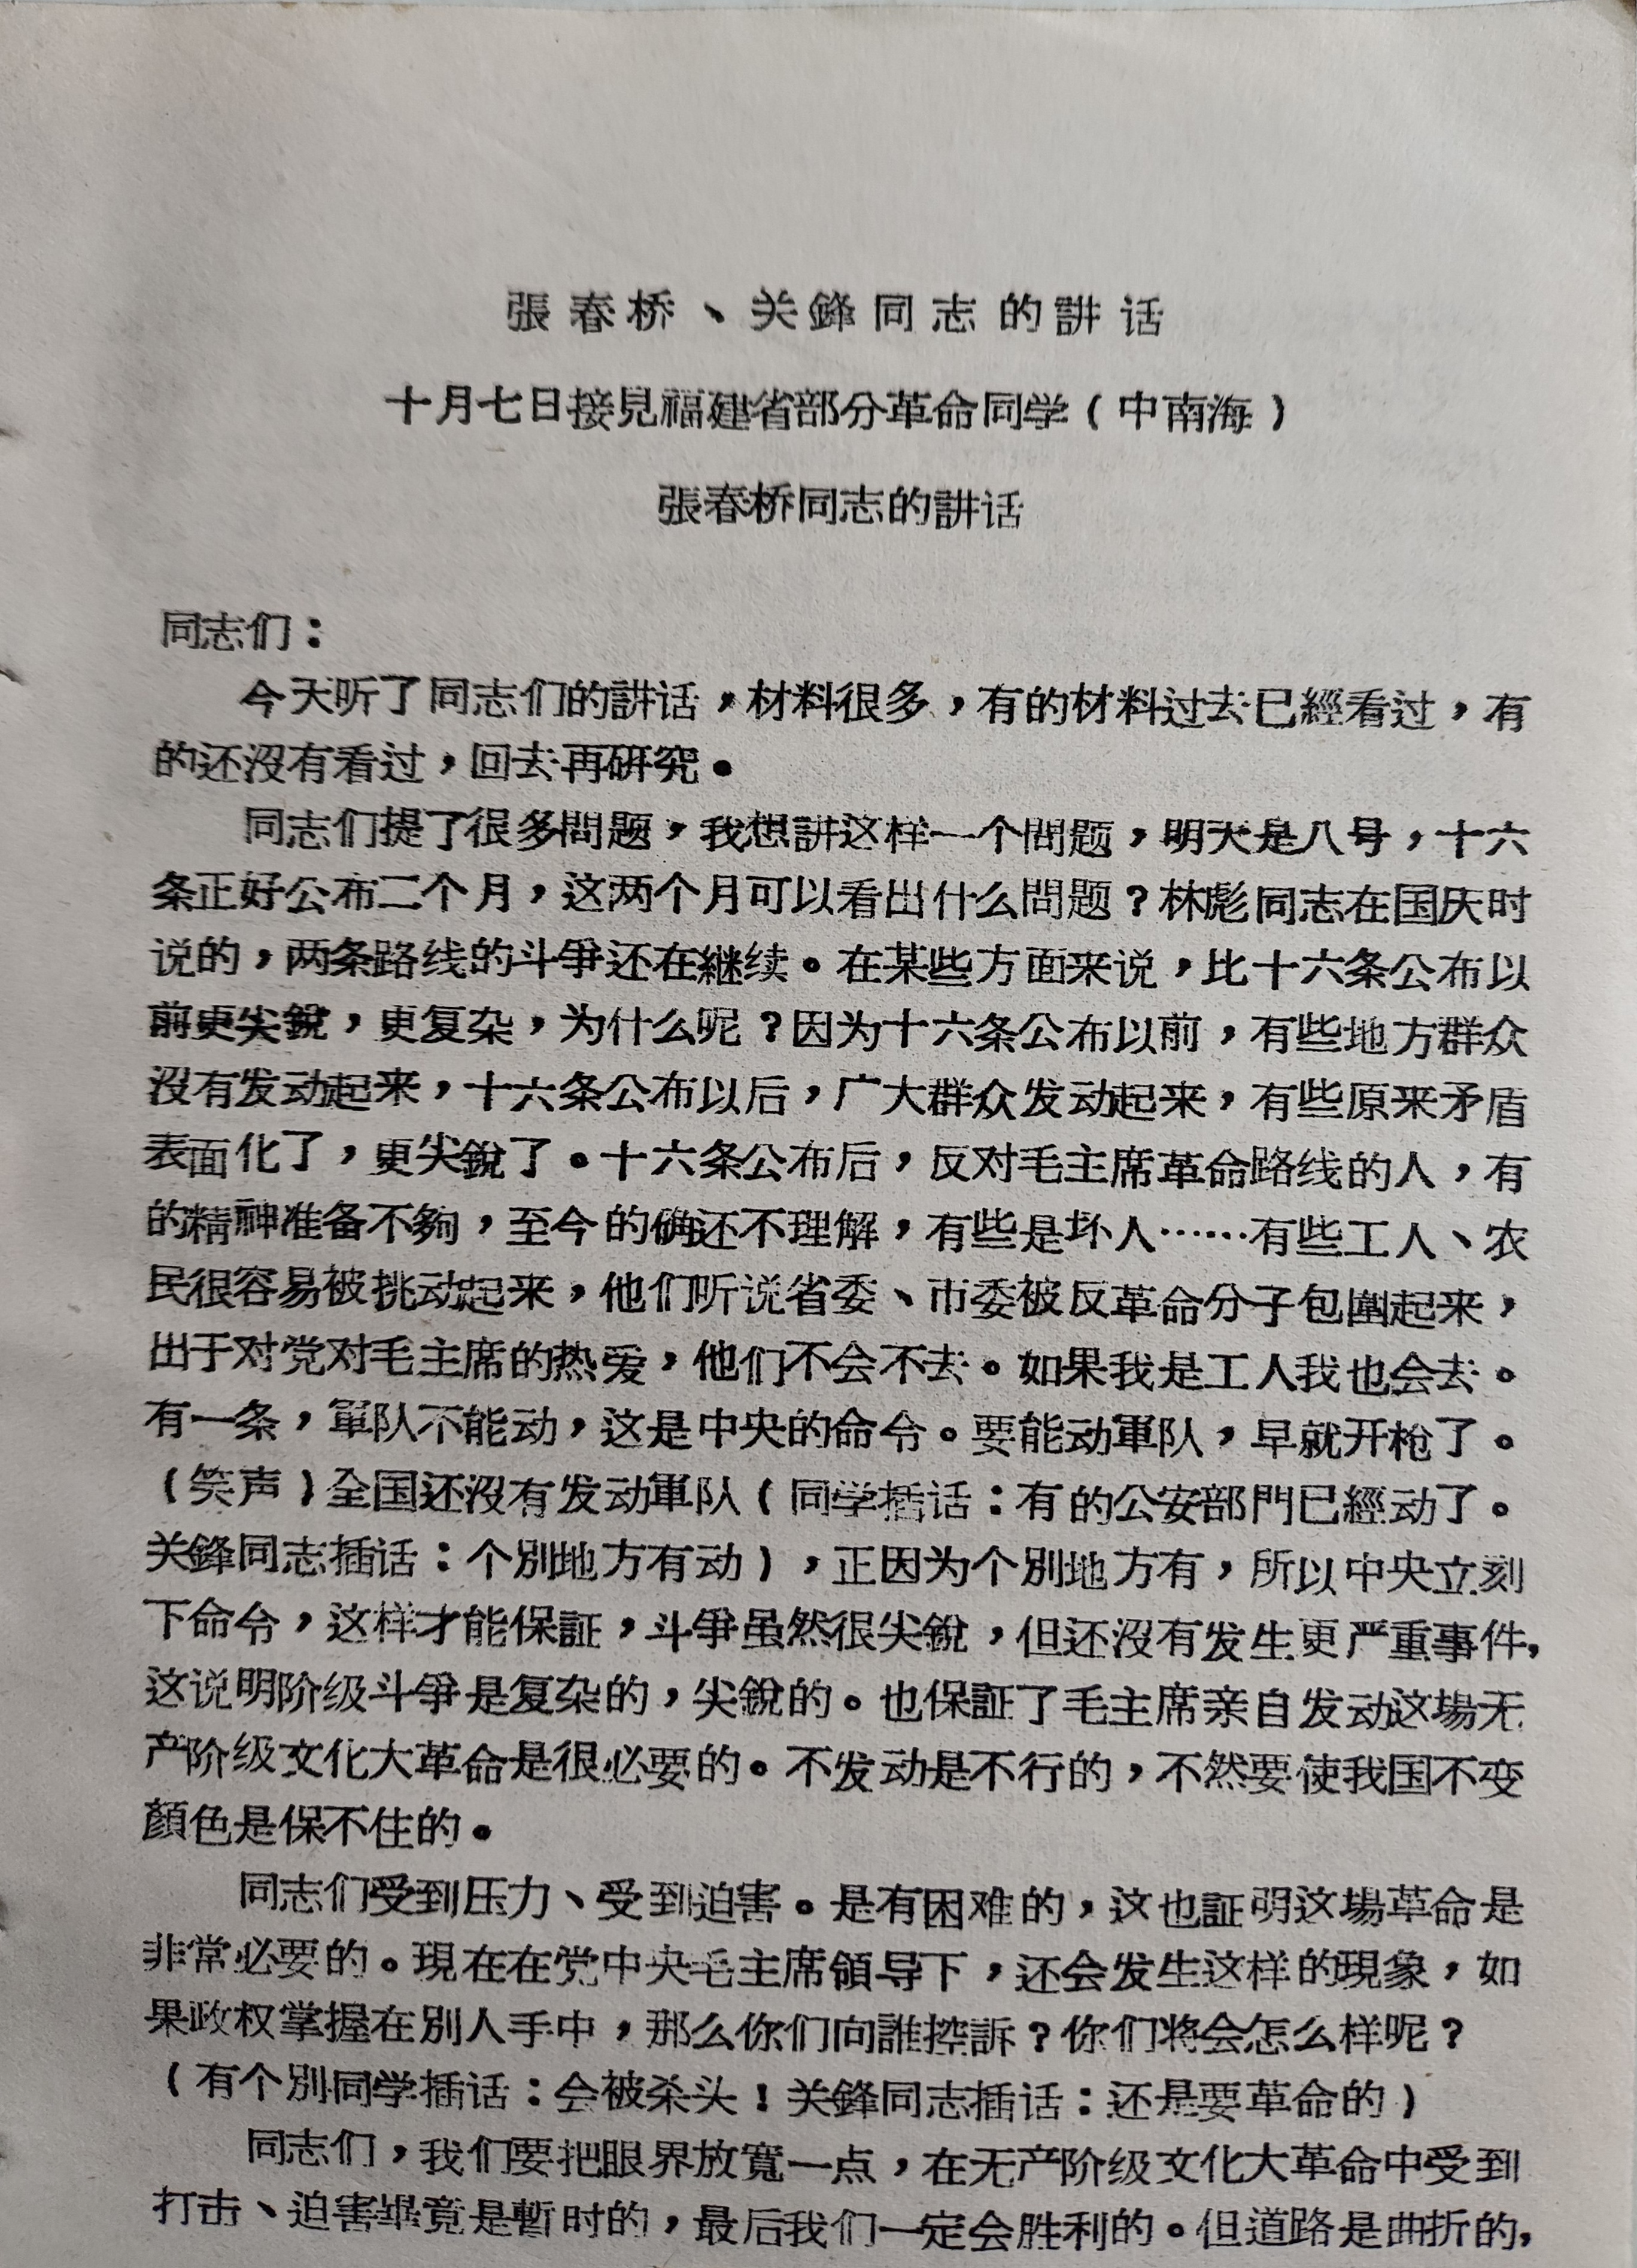 張春桥、关鋒同志的講话
十月七日接見福建省部分革命同学(中南海)
張春桥同志的講话
同志们：
今天听了同志们的講话，材料很多，有的材料过去已經看过，有
的还沒有看过，回去再研究。
同志们提了很多問题，我想講这样一个問题，明天是八号，十六
条正好公布二个月，这两个月可以看出什么問题？林彪同志在国庆时
说的，两条路线的斗爭还在継续。在某些方面来说，比十六条公布以
前更尖銳，更复杂，为什么呢？因为十六条公布以前，有些地方群众
沒有发动起来，十六条公布以后，广大群众发动起来，有些原来矛盾
表面化了，更尖銳了。十六条公布后，反对毛主席革命路线的人，有
的精神准备不夠，至今的确还不理解，有些是坏人……有些工人、农
民很容易被挑动起来，他们听说省委、市委被反革命分子包圍起来，
出于对党对毛主席的热爱，他们不会不去。如果我是工人我也会去。
有一条，軍队不能动，这是中央的命令。要能动軍队，早就开枪了。
(笑声)全国还沒有发动軍队(同学插话：有的公安部門已經动了。
关鋒同志插话：个別地方有动)，正因为个別地方有，所以中央立刻
下命令，这样才能保証，斗爭虽然很尖銳，但还沒有发生更严重事件，
这说明阶级斗爭是复杂的，尖銳的。也保証了毛主席亲自发动这場无
产阶级文化大革命是很必要的。不发动是不行的，不然要使我国不变
顏色是保不住的。
同志们受到压力、受到迫害。是有困难的，这也証明这場革命是
非常必要的。現在在党中央毛主席領导下，还会发生这样的現象，如
果政权掌握在別人手中，那么你们向誰控訴？你们将会怎么样呢？
(有个別同学插话：会被杀头！关鋒同志插话：还是要革命的)
同志们，我们要把眼界放寬一点，在无产阶级文化大革命中受到
打击、迫害畢竟是暫时的，最后我们一定会胜利的。但道路是曲折的，